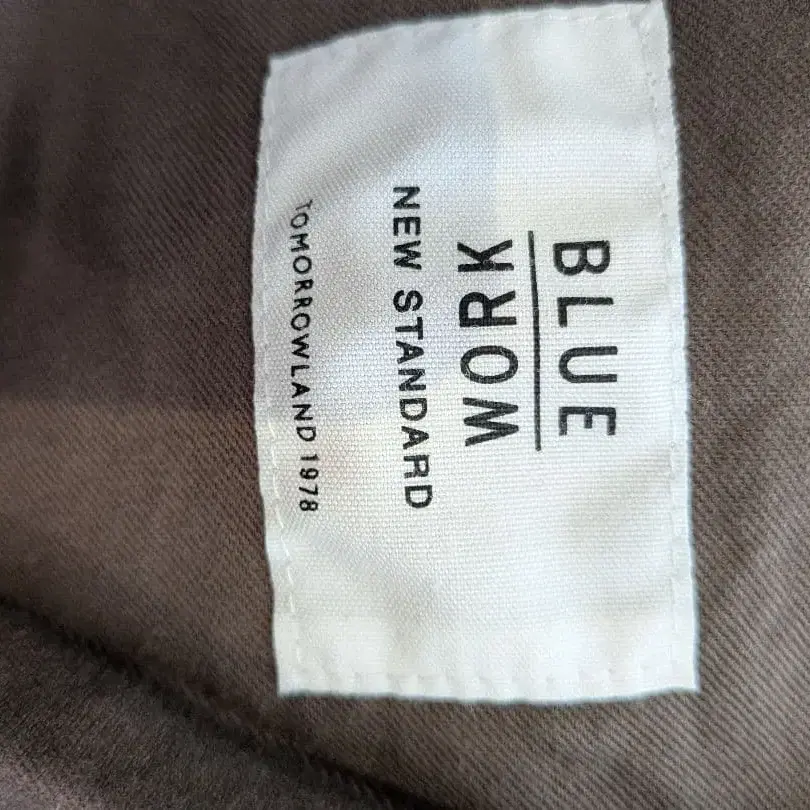 BLUE
WORK
NEW STANDARD
TOMORROWLAND 1978